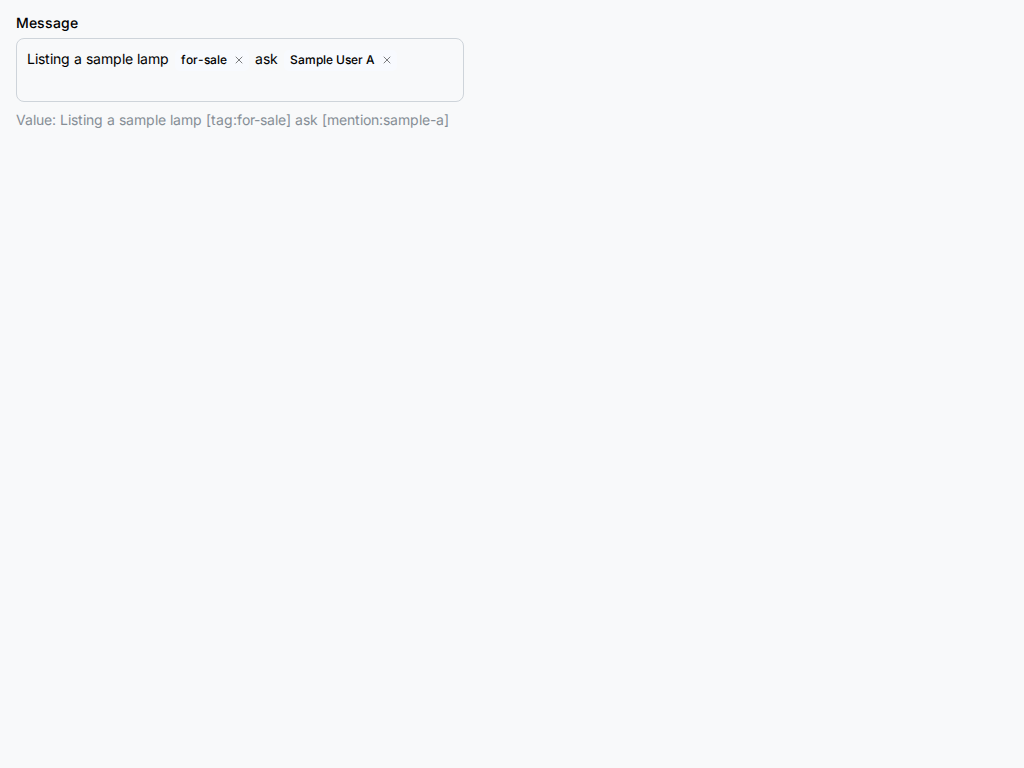 Message
Listing a sample lamp for-sale × ask Sample User A ×
Value: Listing a sample lamp [tag:for-sale] ask [mention:sample-a]